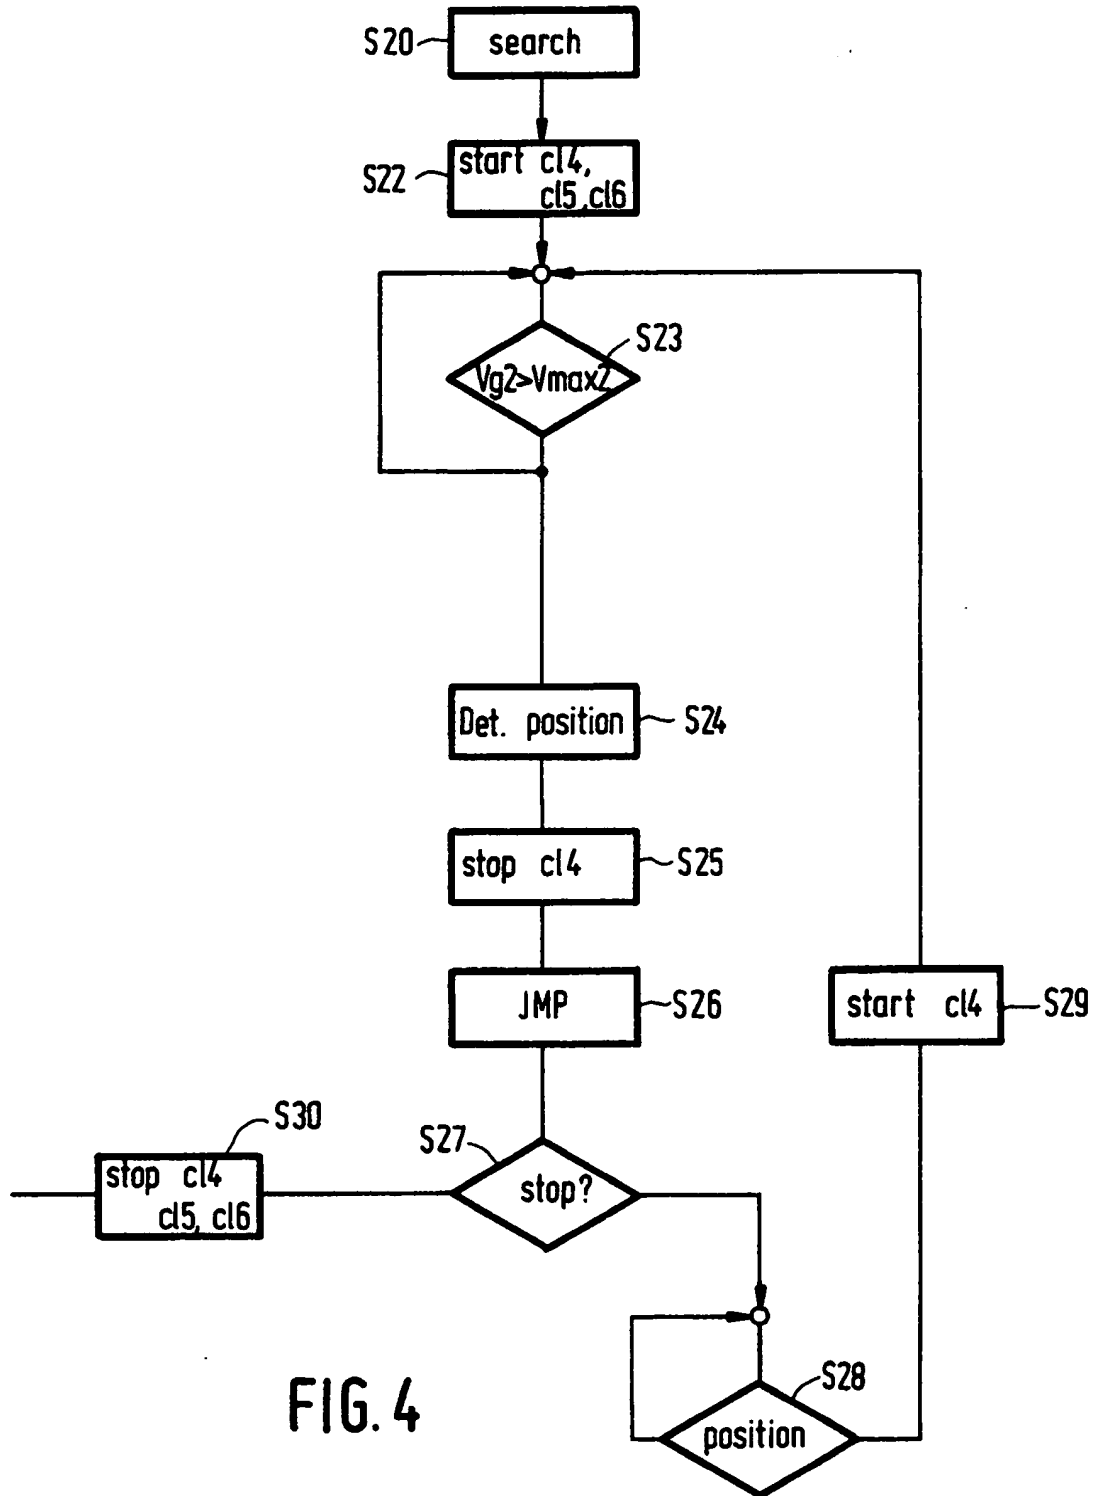 S20
search
S22
start cl4,
cl5,cl6
S23
Vg2>Vmax2
Det. position
S24
stop cl4
S25
JMP
S26
start cl4
S29
S30
stop cl4
cl5, cl6
S27
stop?
S28
position
FIG. 4